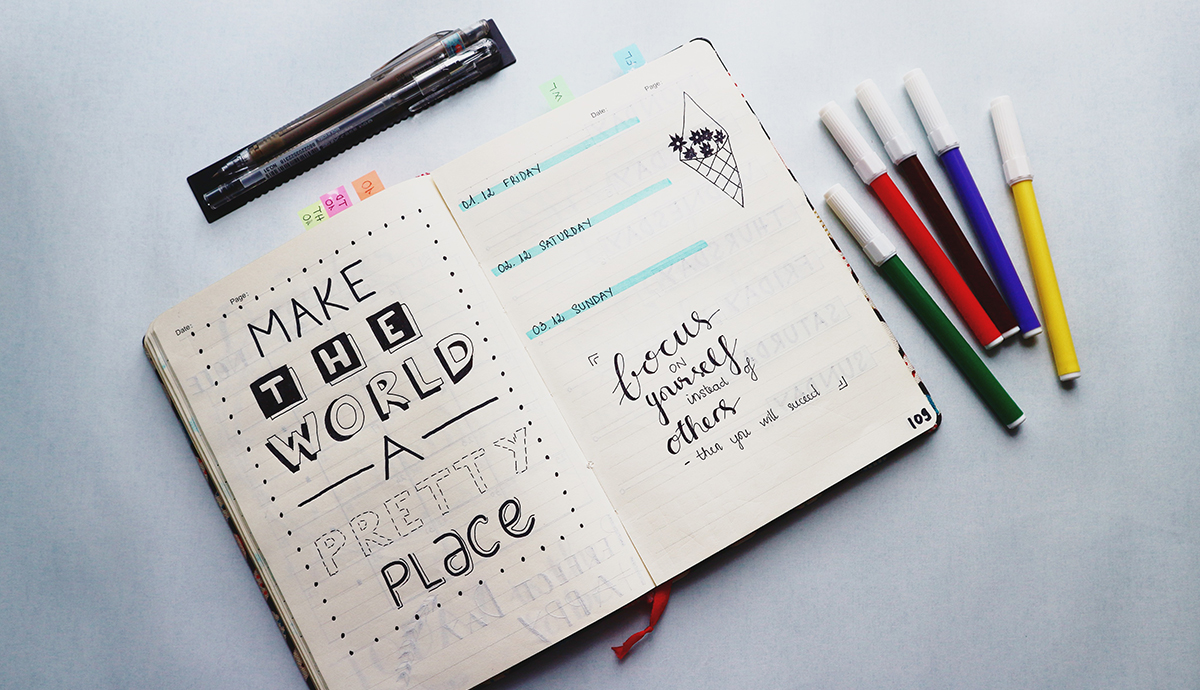 Date:
Page:
MAKE
THE
WORLD
A
PRETTY
PLace
Date:
Page:
01.12 FRIDAY
02.12 SATURDAY
03.12 SUNDAY
focus
ON
yourself
instead of
others
- then you will succed
109